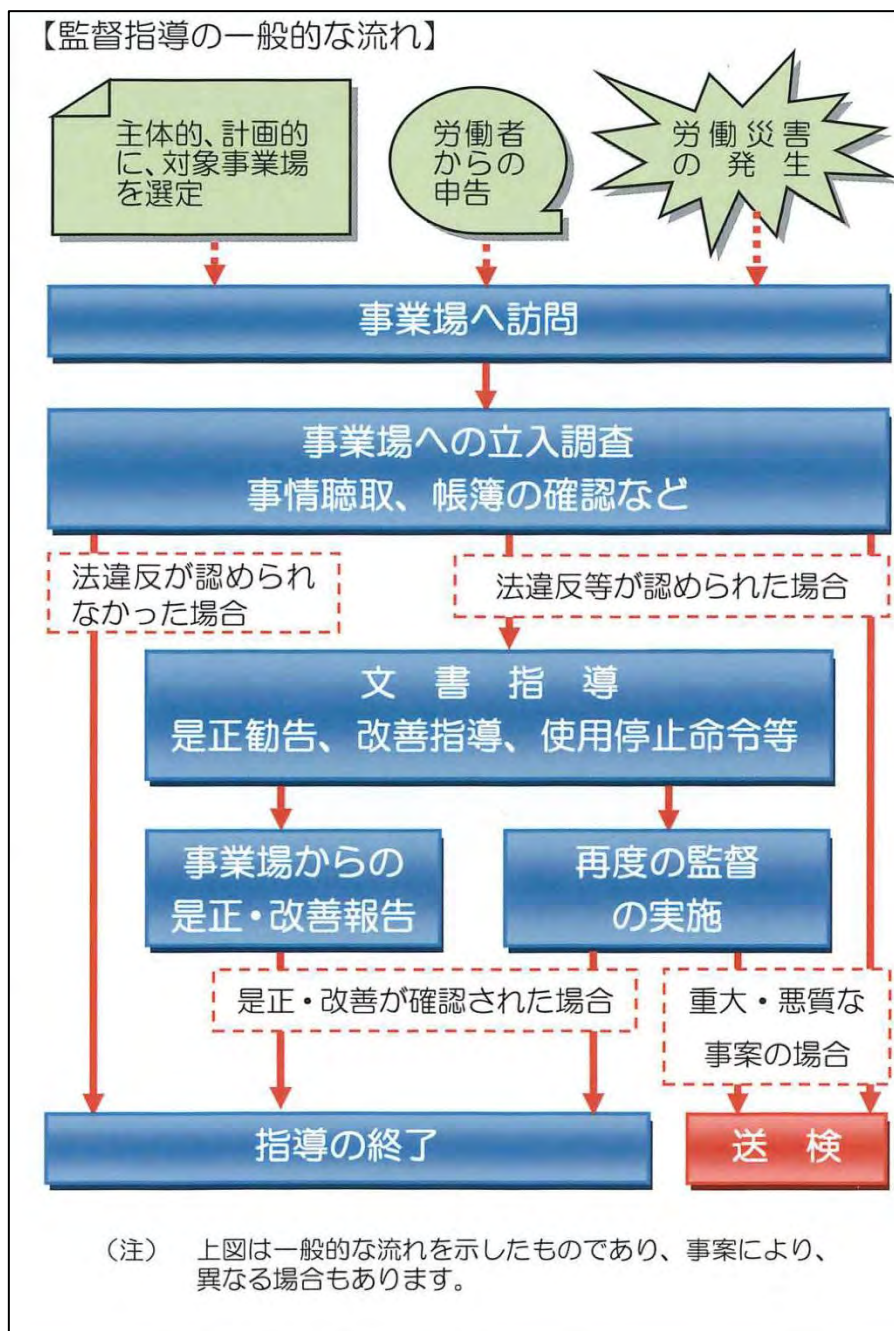 【監督指導の一般的な流れ】
主体的、計画的
に、対象事業場
を選定
労働者
からの
申告
労働災害
の発生
事業場へ訪問
事業場への立入調査
事情聴取、帳簿の確認など
法違反が認められ
なかった場合
法違反等が認められた場合
文書指導
是正勧告、改善指導、使用停止命令等
事業場からの
是正・改善報告
再度の監督
の実施
是正・改善が確認された場合
重大・悪質な
事案の場合
指導の終了
送検
（注）　上図は一般的な流れを示したものであり、事案により、
異なる場合もあります。